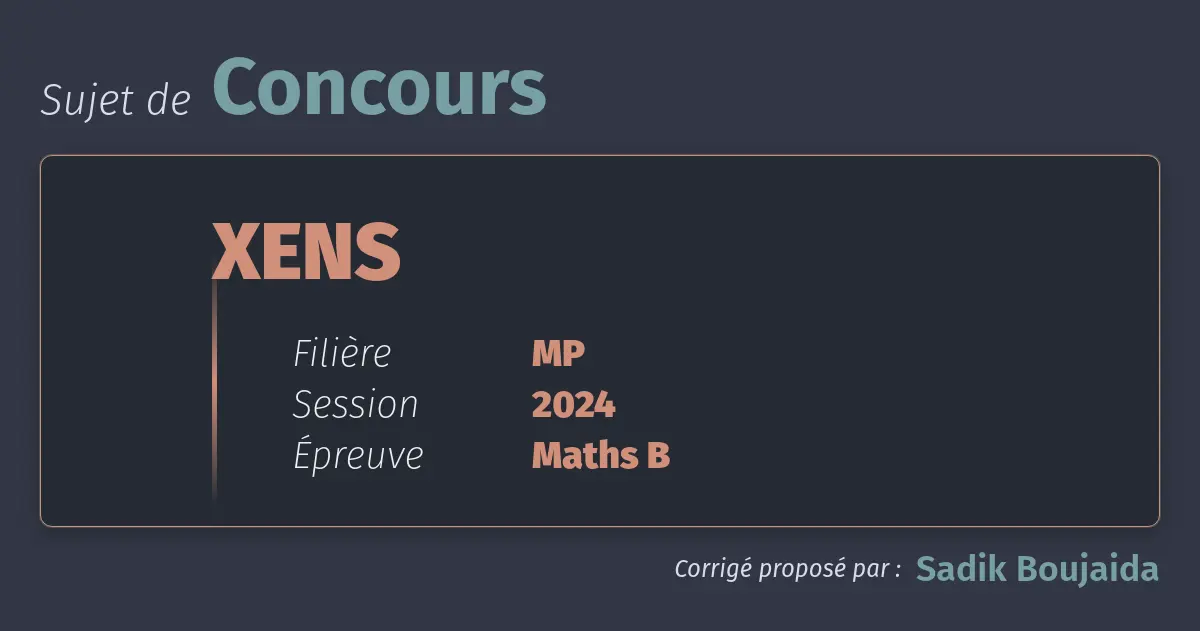 Sujet de Concours
XENS
Filière MP
Session 2024
Épreuve Maths B
Corrigé proposé par : Sadik Boujaida